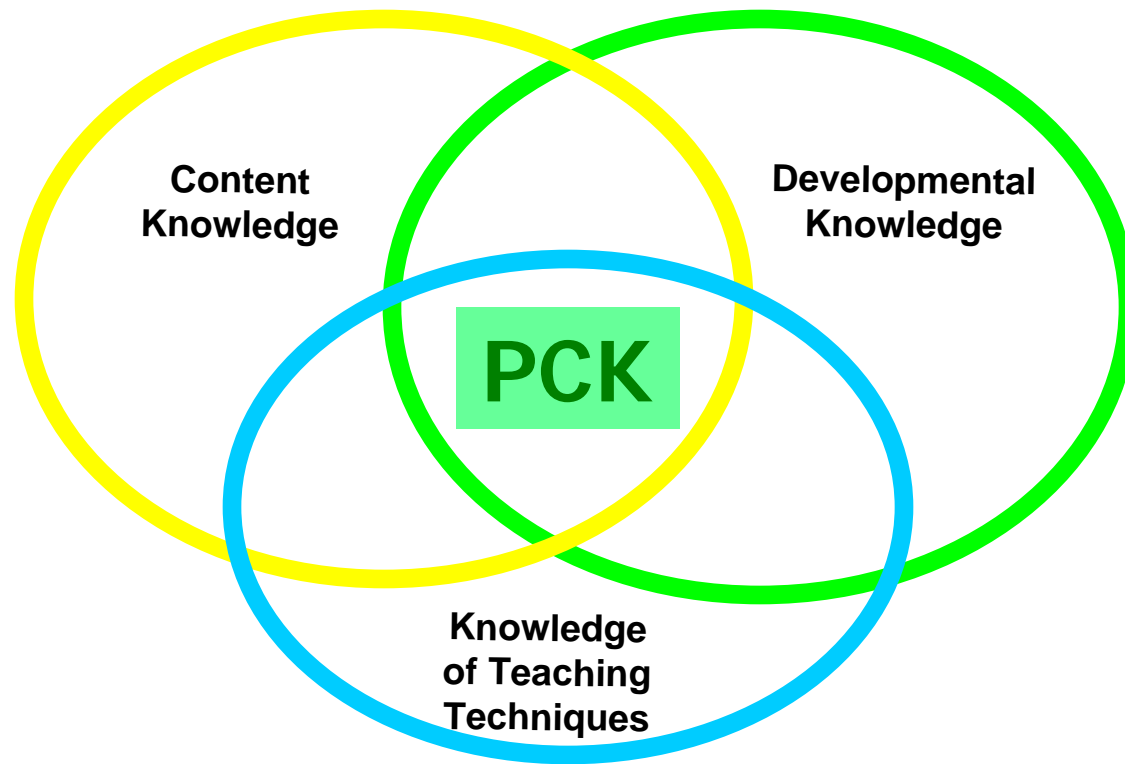 Content
Knowledge
Developmental
Knowledge
PCK
Knowledge
of Teaching
Techniques